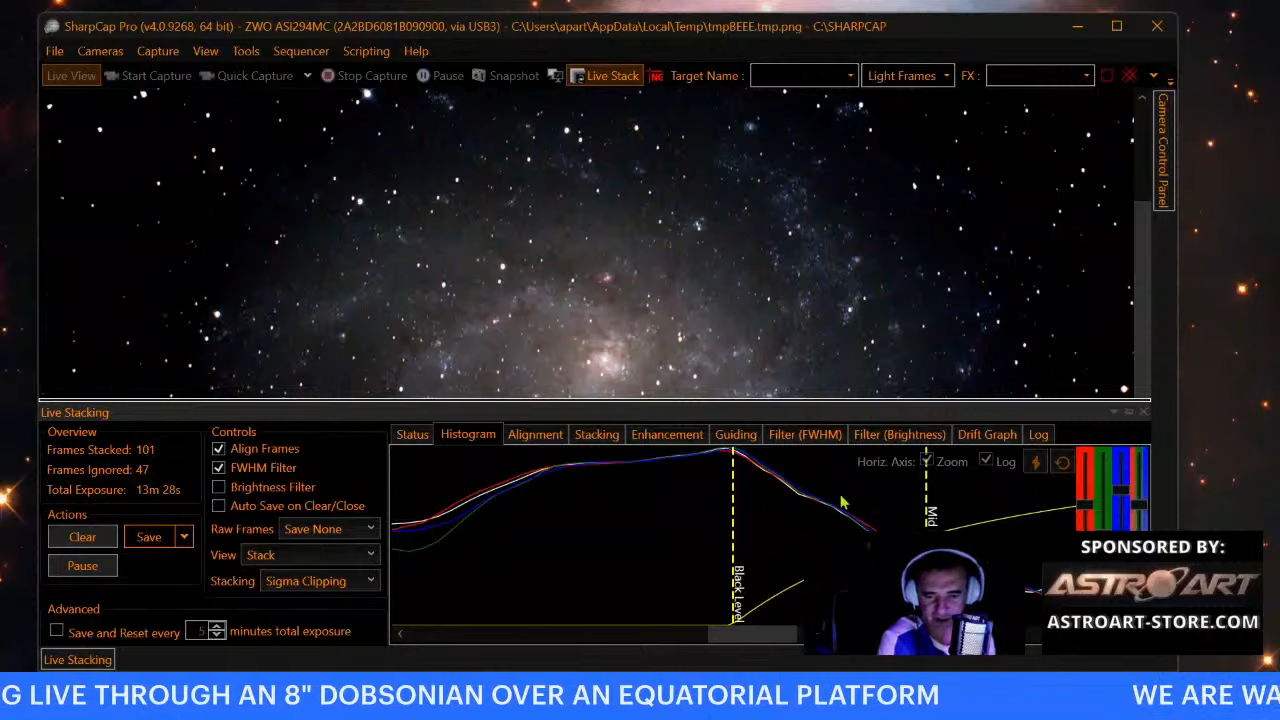 SharpCap Pro (v4.0.9268, 64 bit) - ZWO ASI294MC (2A2BD6081B090900, via USB3) - C:\Users\apart\AppData\Local\Temp\tmpBEEE.tmp.png - C:\SHARPCAP
File Cameras Capture View Tools Sequencer Scripting Help
Live View Start Capture Quick Capture Stop Capture Pause Snapshot Live Stack Target Name : Light Frames FX :
Camera Control Panel
Live Stacking
Overview
Frames Stacked: 101
Frames Ignored: 47
Total Exposure: 13m 28s
Actions
Clear Save
Pause
Advanced
Save and Reset every 5 minutes total exposure
Controls
Align Frames
FWHM Filter
Brightness Filter
Auto Save on Clear/Close
Raw Frames Save None
View Stack
Stacking Sigma Clipping
Status Histogram Alignment Stacking Enhancement Guiding Filter (FWHM) Filter (Brightness) Drift Graph Log
Horiz. Axis: Zoom Log
Mid
Black Level
Live Stacking
SPONSORED BY:
ASTROART
ASTROART-STORE.COM
G LIVE THROUGH AN 8" DOBSONIAN OVER AN EQUATORIAL PLATFORM WE ARE WA